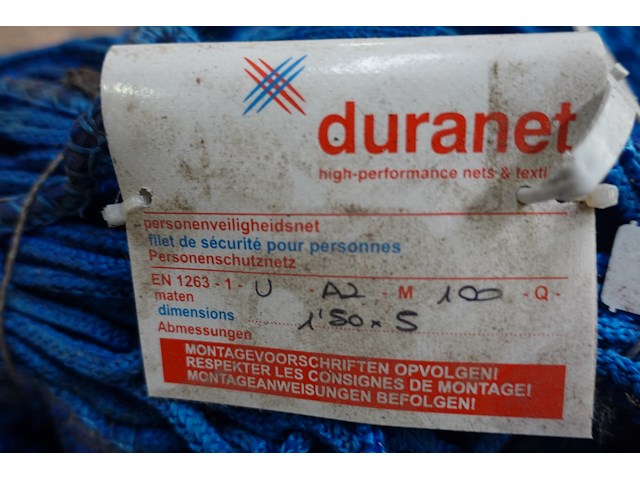 duranet
high-performance nets & texti
personenveiligheidsnet
filet de sécurité pour personnes
Personenschutznetz
EN 1263 - 1 - U - A2 - M 100 - Q -
maten
dimensions 1'50 x 5
Abmessungen
MONTAGEVOORSCHRIFTEN OPVOLGEN!
RESPEKTER LES CONSIGNES DE MONTAGE!
MONTAGEANWEISUNGEN BEFOLGEN!